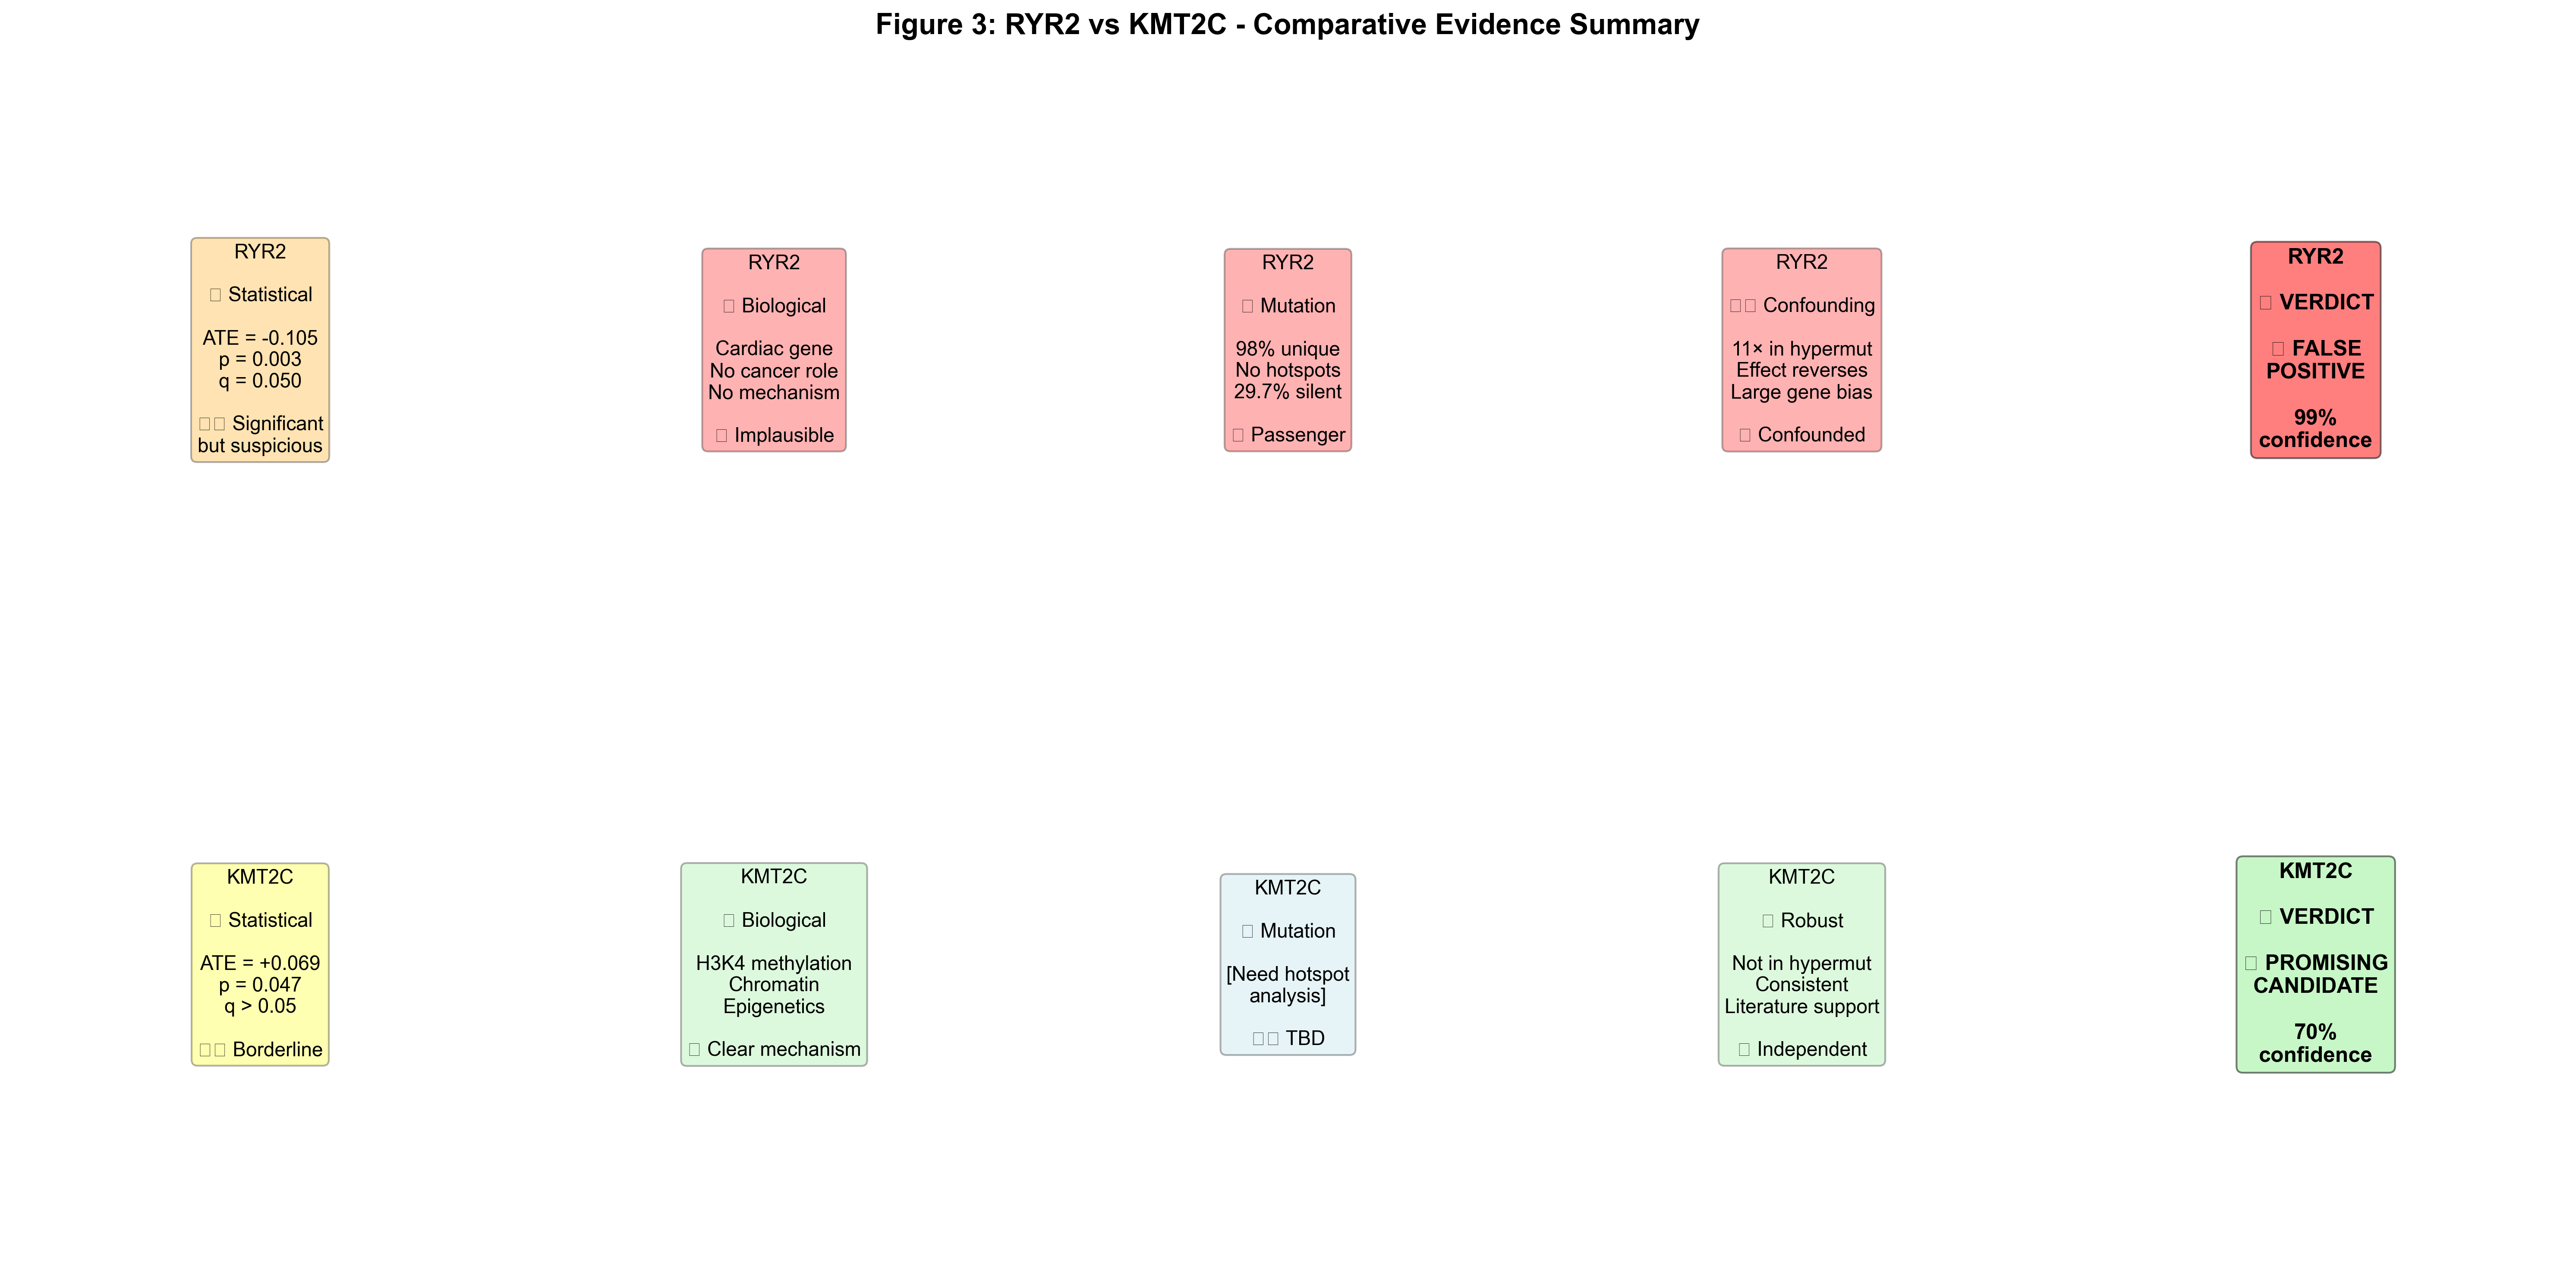 Figure 3: RYR2 vs KMT2C - Comparative Evidence Summary
RYR2
□ Statistical
ATE = -0.105
p = 0.003
q = 0.050
□□ Significant
but suspicious
RYR2
□ Biological
Cardiac gene
No cancer role
No mechanism
□ Implausible
RYR2
□ Mutation
98% unique
No hotspots
29.7% silent
□ Passenger
RYR2
□□ Confounding
11× in hypermut
Effect reverses
Large gene bias
□ Confounded
RYR2
□ VERDICT
□ FALSE
POSITIVE
99%
confidence
KMT2C
□ Statistical
ATE = +0.069
p = 0.047
q > 0.05
□□ Borderline
KMT2C
□ Biological
H3K4 methylation
Chromatin
Epigenetics
□ Clear mechanism
KMT2C
□ Mutation
[Need hotspot
analysis]
□□ TBD
KMT2C
□ Robust
Not in hypermut
Consistent
Literature support
□ Independent
KMT2C
□ VERDICT
□ PROMISING
CANDIDATE
70%
confidence